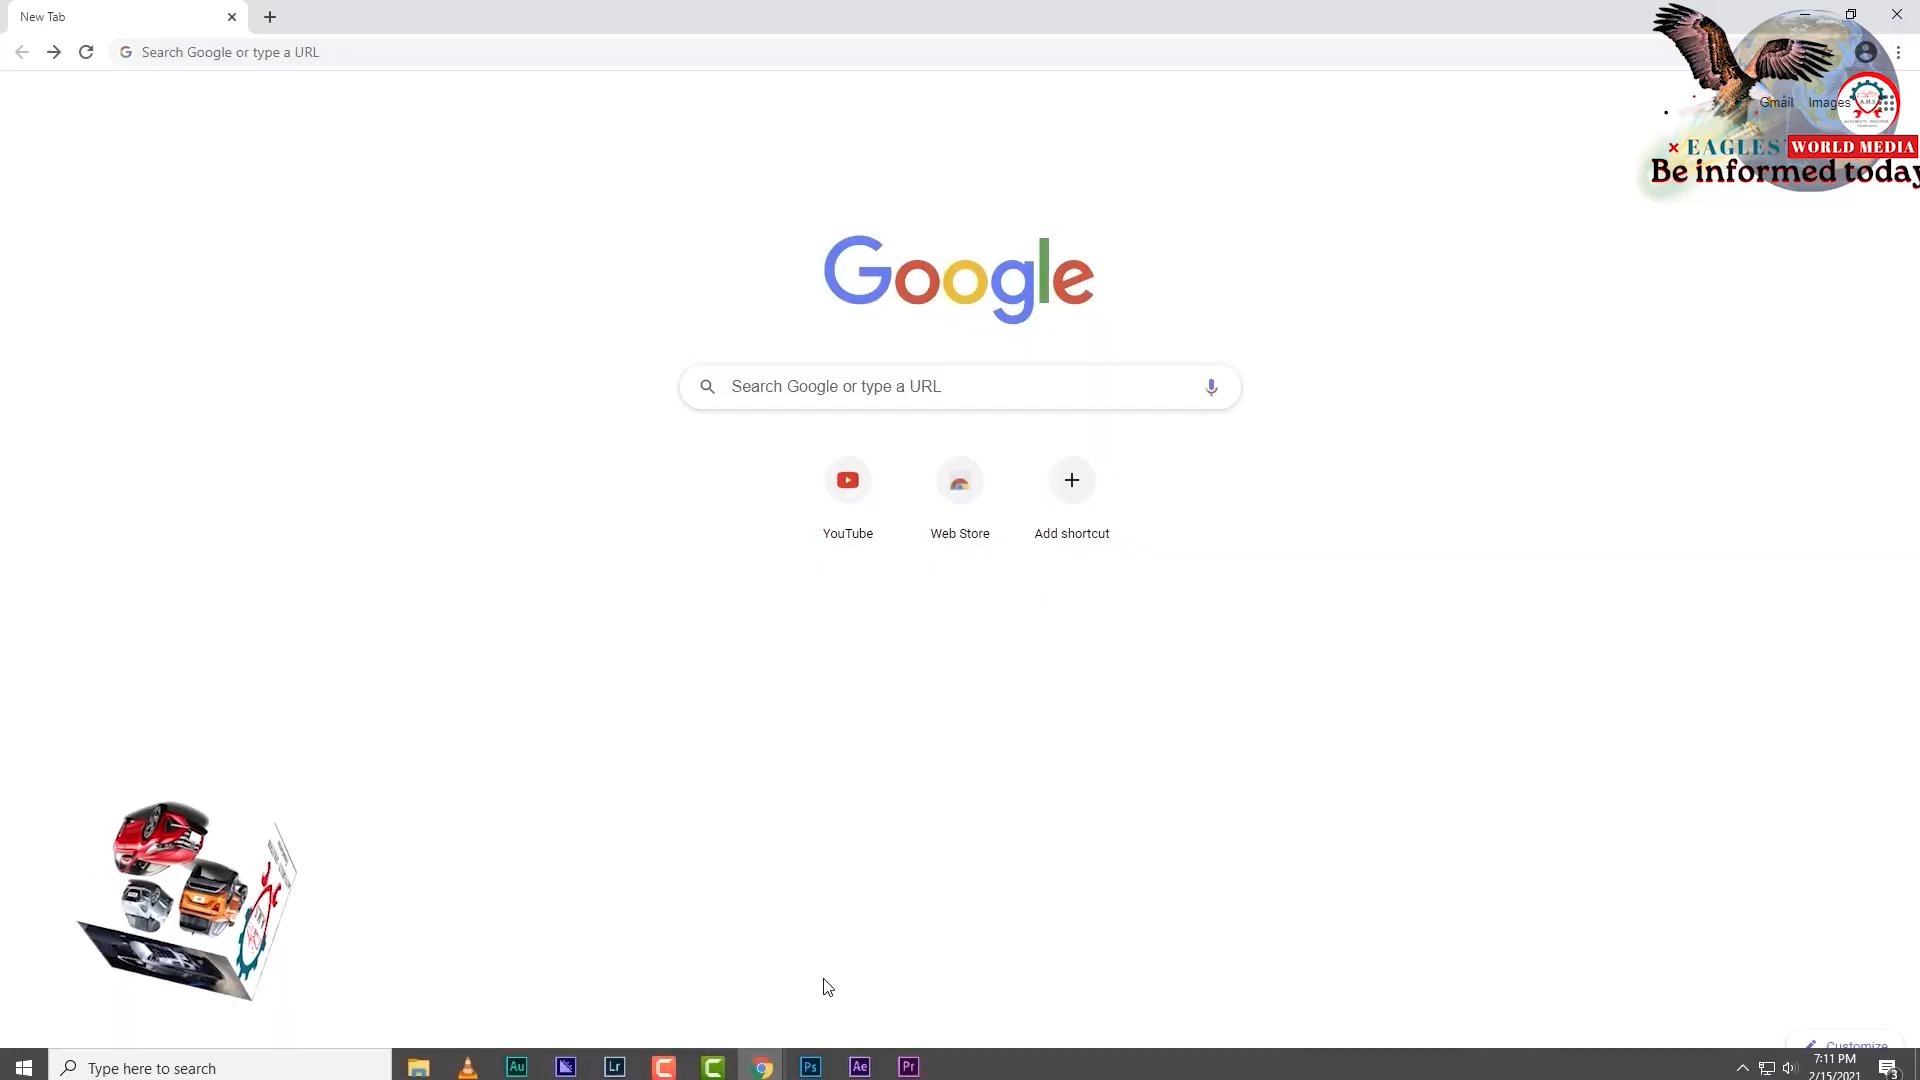 New Tab
Search Google or type a URL
Gmail Images
A.M.S
EAGLES' WORLD MEDIA
Be informed today
Google
Search Google or type a URL
YouTube Web Store Add shortcut
Customize
Type here to search
Au Lr Ps Ae Pr
7:11 PM
2/15/2021
3